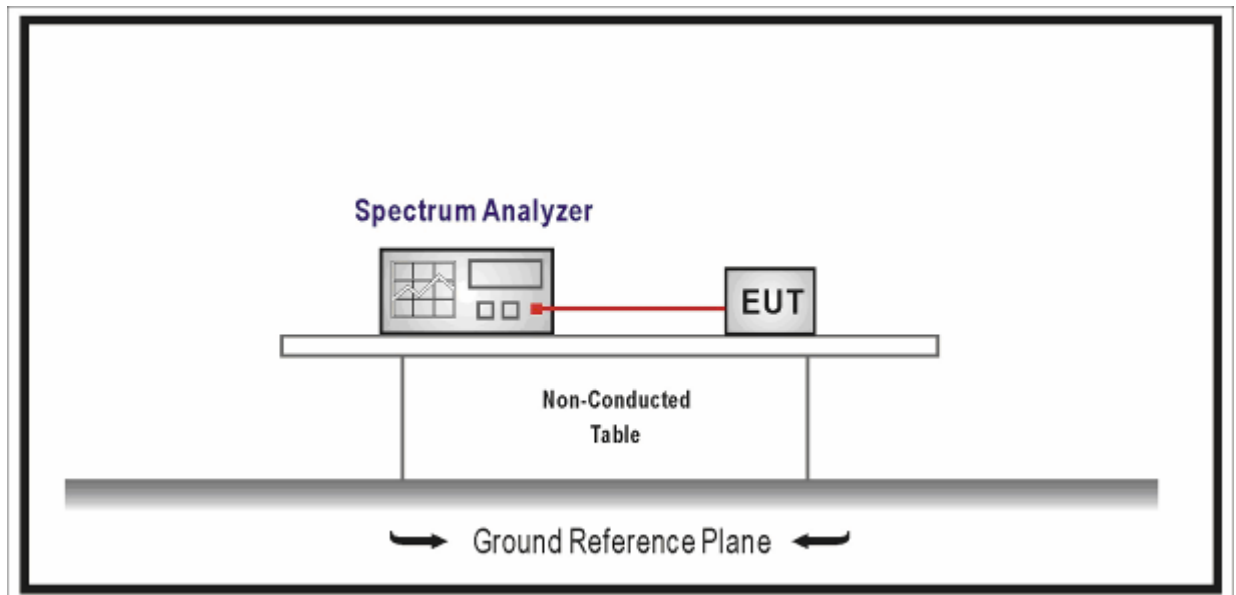 Spectrum Analyzer
EUT
Non-Conducted
Table
Ground Reference Plane